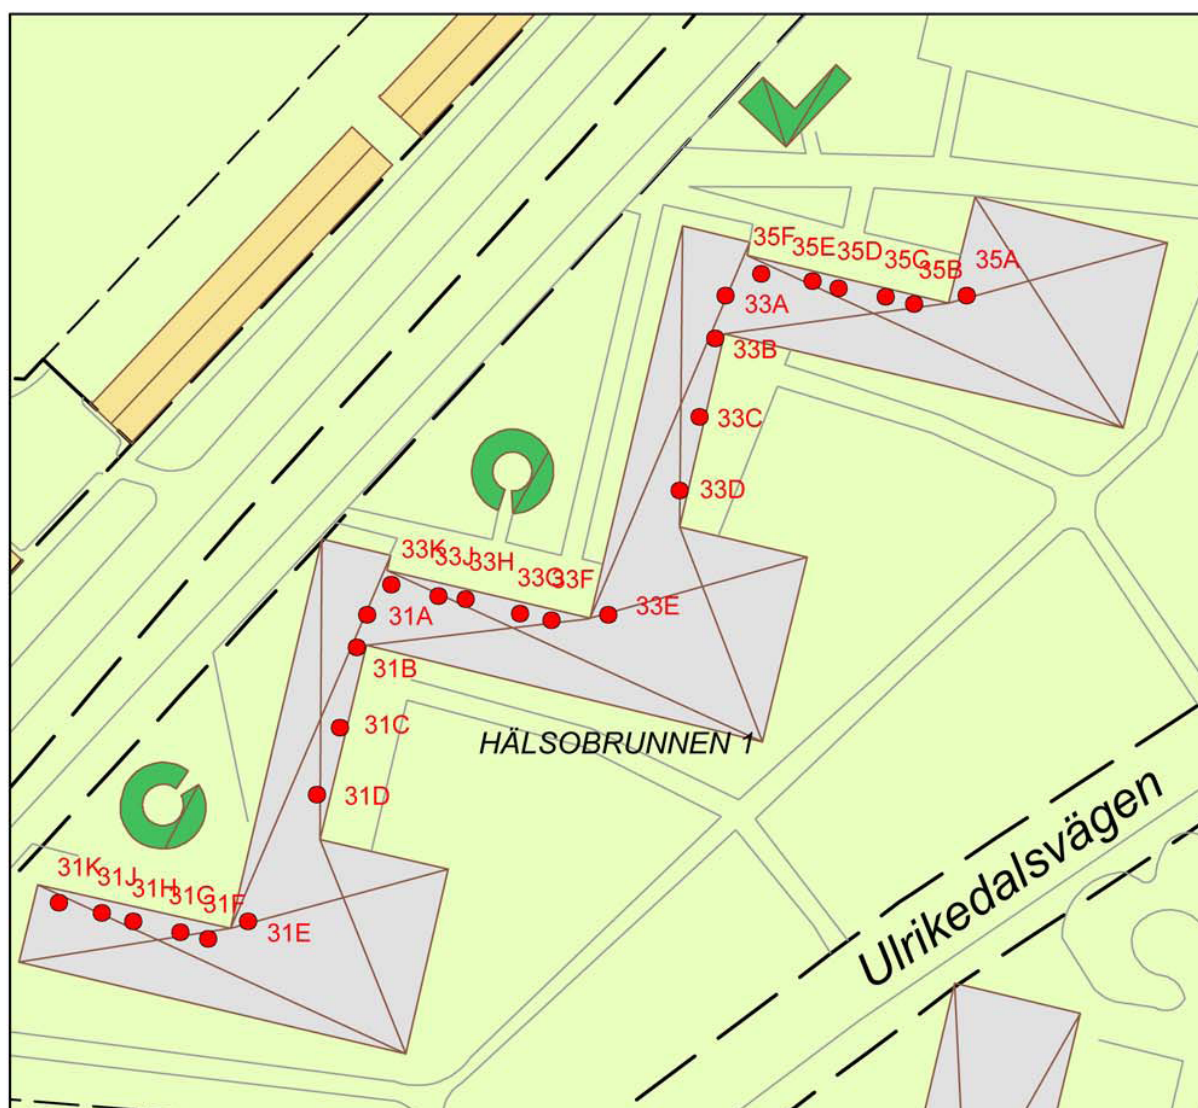 35F
35E
35D
35C
35B
35A
33A
33B
33C
33D
33K
33J
33H
33G
33F
33E
31A
31B
31C
31D
HÄLSOBRUNNEN 1
31K
31J
31H
31G
31F
31E
Ulrikedalsvägen